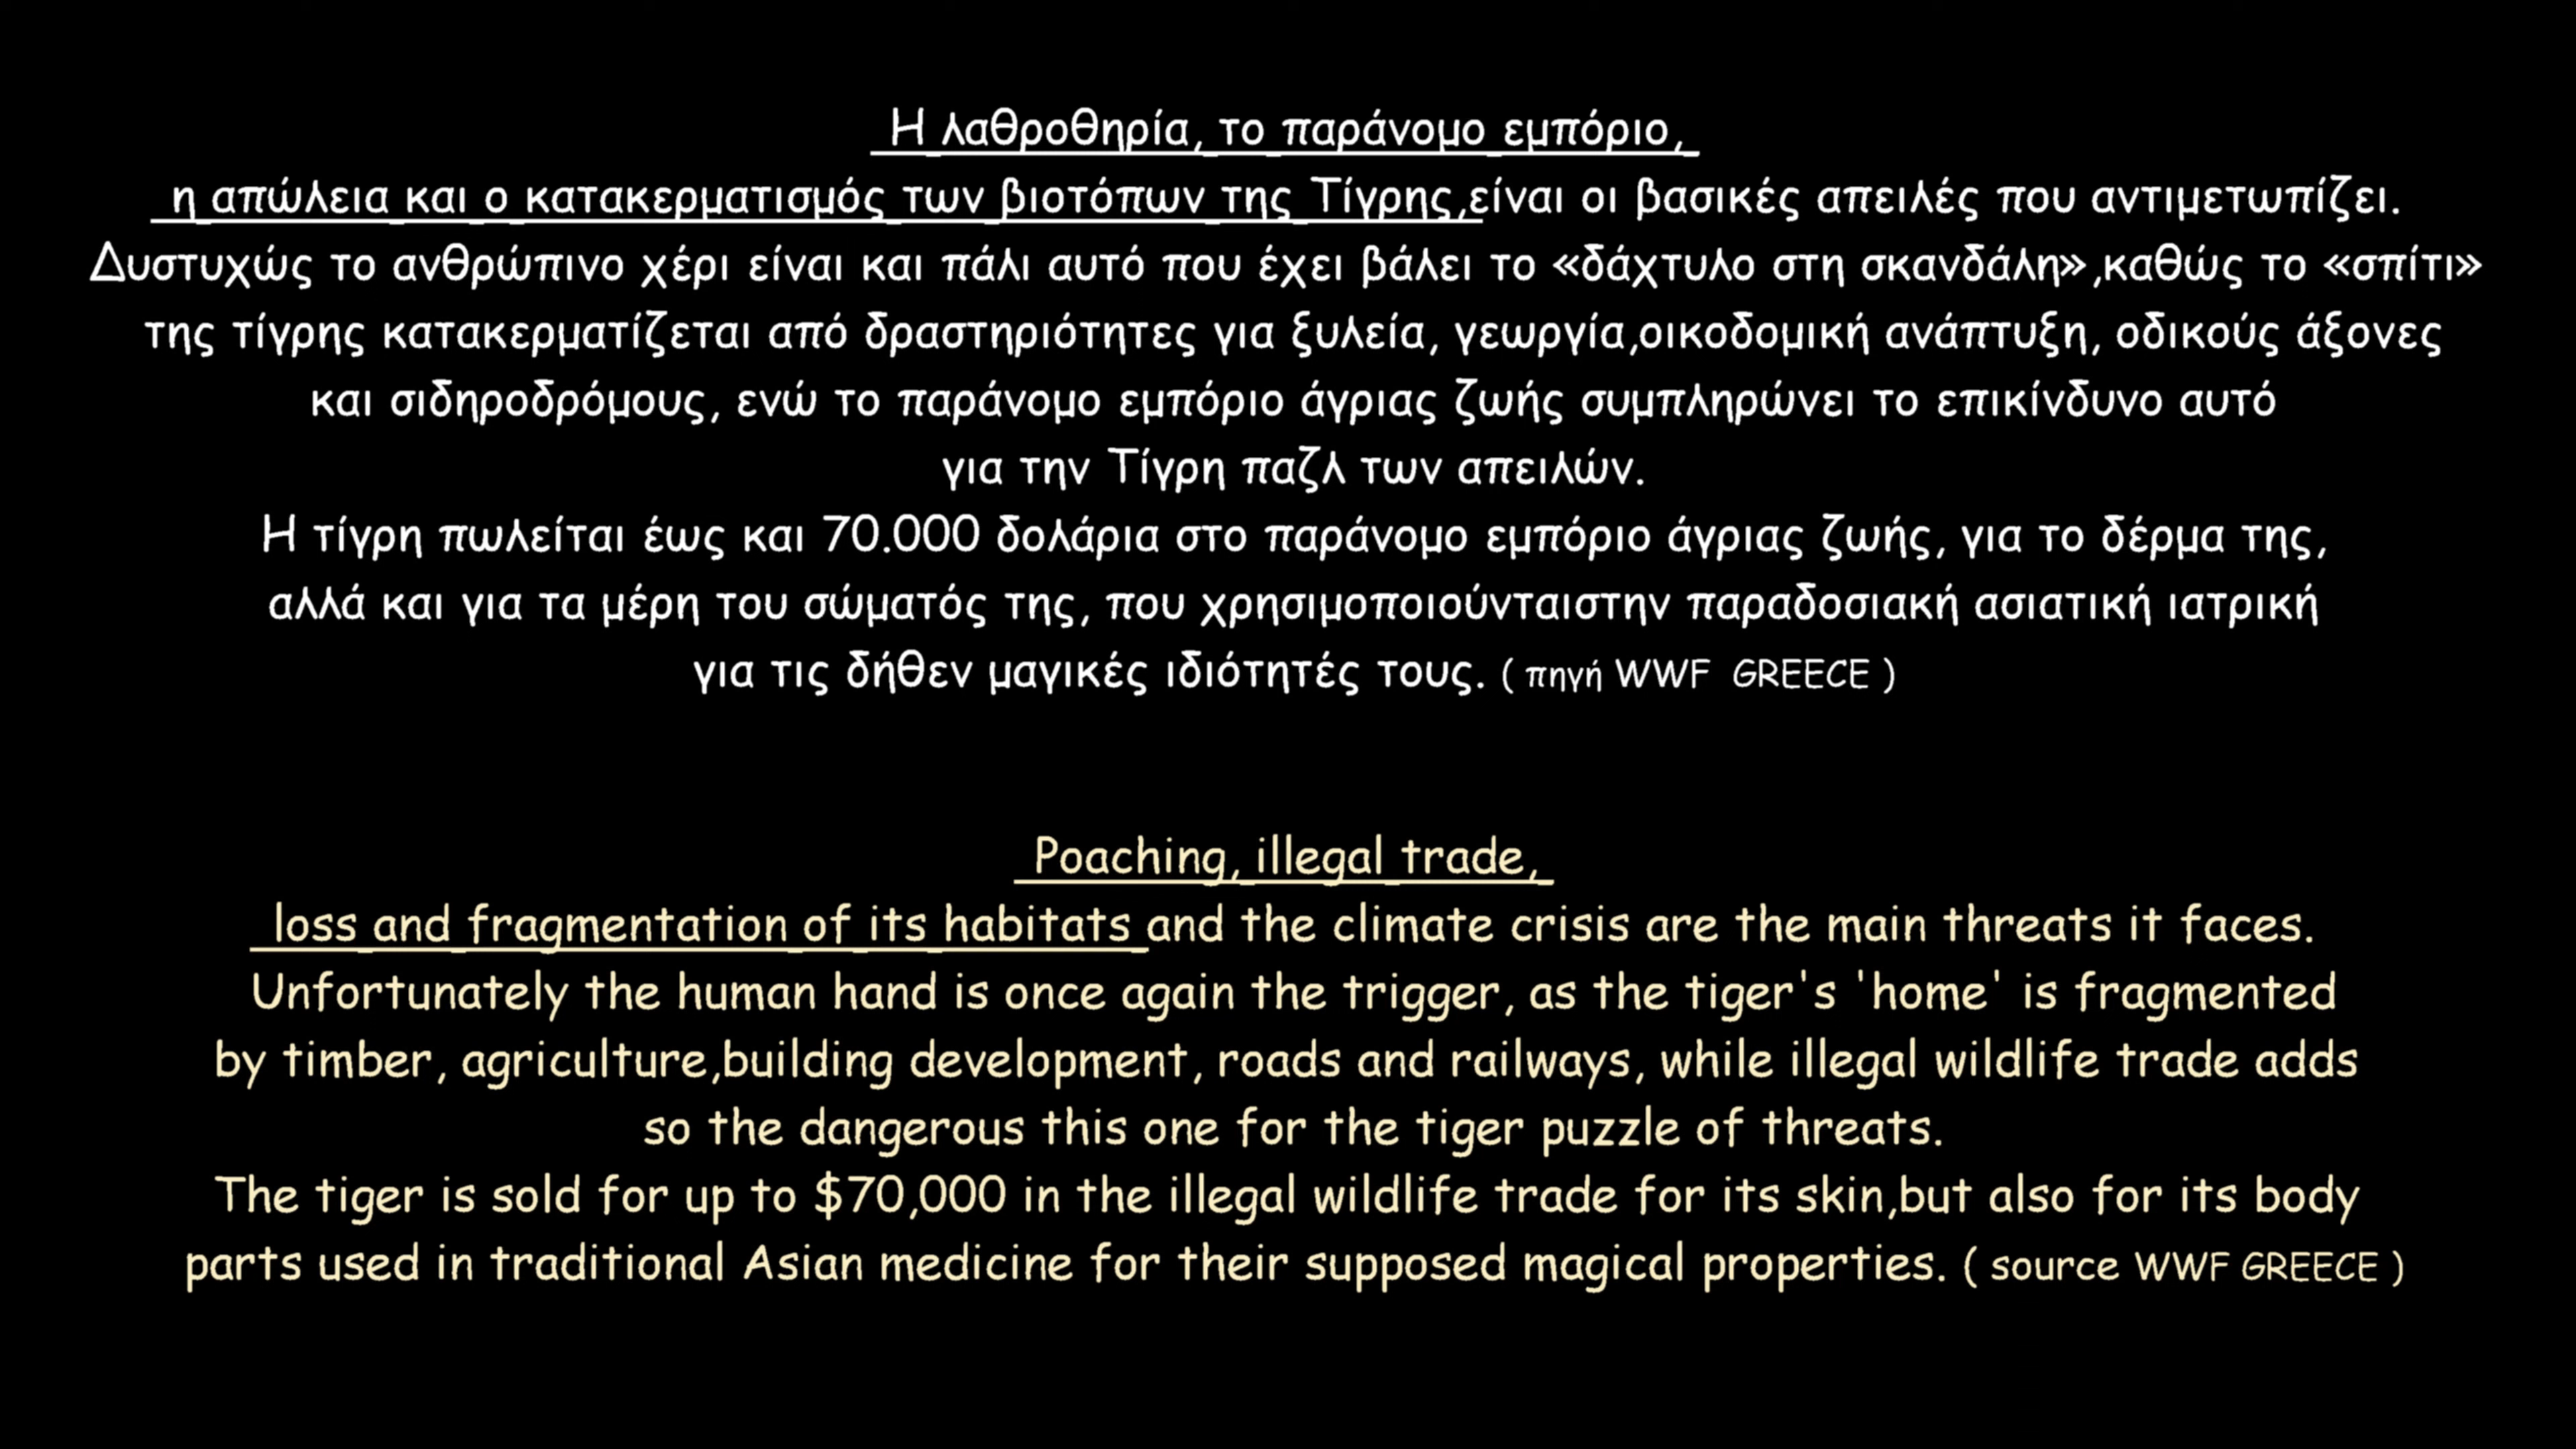 Η λαθροθηρία, το παράνομο εμπόριο,
η απώλεια και ο κατακερματισμός των βιοτόπων της Τίγρης,είναι οι βασικές απειλές που αντιμετωπίζει.
Δυστυχώς το ανθρώπινο χέρι είναι και πάλι αυτό που έχει βάλει το «δάχτυλο στη σκανδάλη»,καθώς το «σπίτι»
της τίγρης κατακερματίζεται από δραστηριότητες για ξυλεία, γεωργία,οικοδομική ανάπτυξη, οδικούς άξονες
και σιδηροδρόμους, ενώ το παράνομο εμπόριο άγριας ζωής συμπληρώνει το επικίνδυνο αυτό
για την Τίγρη παζλ των απειλών.
Η τίγρη πωλείται έως και 70.000 δολάρια στο παράνομο εμπόριο άγριας ζωής, για το δέρμα της,
αλλά και για τα μέρη του σώματός της, που χρησιμοποιούνταιστην παραδοσιακή ασιατική ιατρική
για τις δήθεν μαγικές ιδιότητές τους. ( πηγή WWF GREECE )
Poaching, illegal trade,
loss and fragmentation of its habitats and the climate crisis are the main threats it faces.
Unfortunately the human hand is once again the trigger, as the tiger's 'home' is fragmented
by timber, agriculture,building development, roads and railways, while illegal wildlife trade adds
so the dangerous this one for the tiger puzzle of threats.
The tiger is sold for up to $70,000 in the illegal wildlife trade for its skin,but also for its body
parts used in traditional Asian medicine for their supposed magical properties. ( source WWF GREECE )